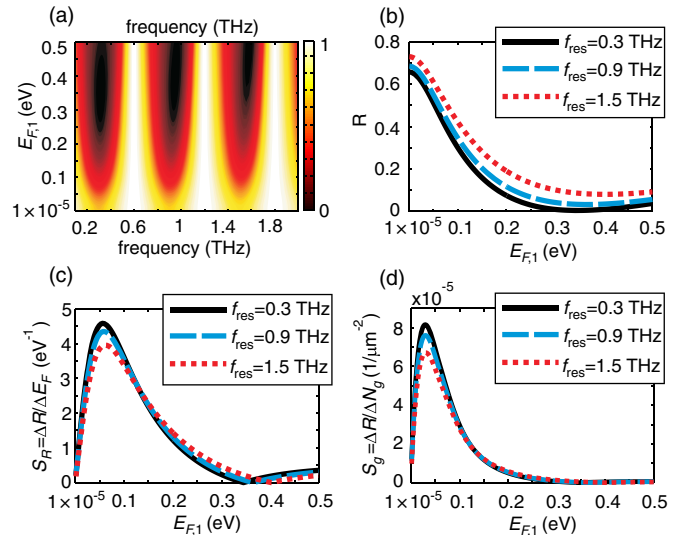 (a)
frequency (THz)
E_F,1 (eV)
0.5
0.4
0.3
0.2
0.1
1×10⁻⁵
0.2 0.6 1 1.4 1.8
frequency (THz)
1
0
(b)
f_res=0.3 THz
f_res=0.9 THz
f_res=1.5 THz
R
0.8
0.6
0.4
0.2
0
1×10⁻⁵ 0.1 0.2 0.3 0.4 0.5
E_F,1 (eV)
(c)
f_res=0.3 THz
f_res=0.9 THz
f_res=1.5 THz
S_R=ΔR/ΔE_F (eV⁻¹)
5
4
3
2
1
0
1×10⁻⁵ 0.1 0.2 0.3 0.4 0.5
E_F,1 (eV)
(d)
×10⁻⁵
f_res=0.3 THz
f_res=0.9 THz
f_res=1.5 THz
S_g=ΔR/ΔN_g (1/μm⁻²)
8
6
4
2
0
1×10⁻⁵ 0.1 0.2 0.3 0.4 0.5
E_F,1 (eV)